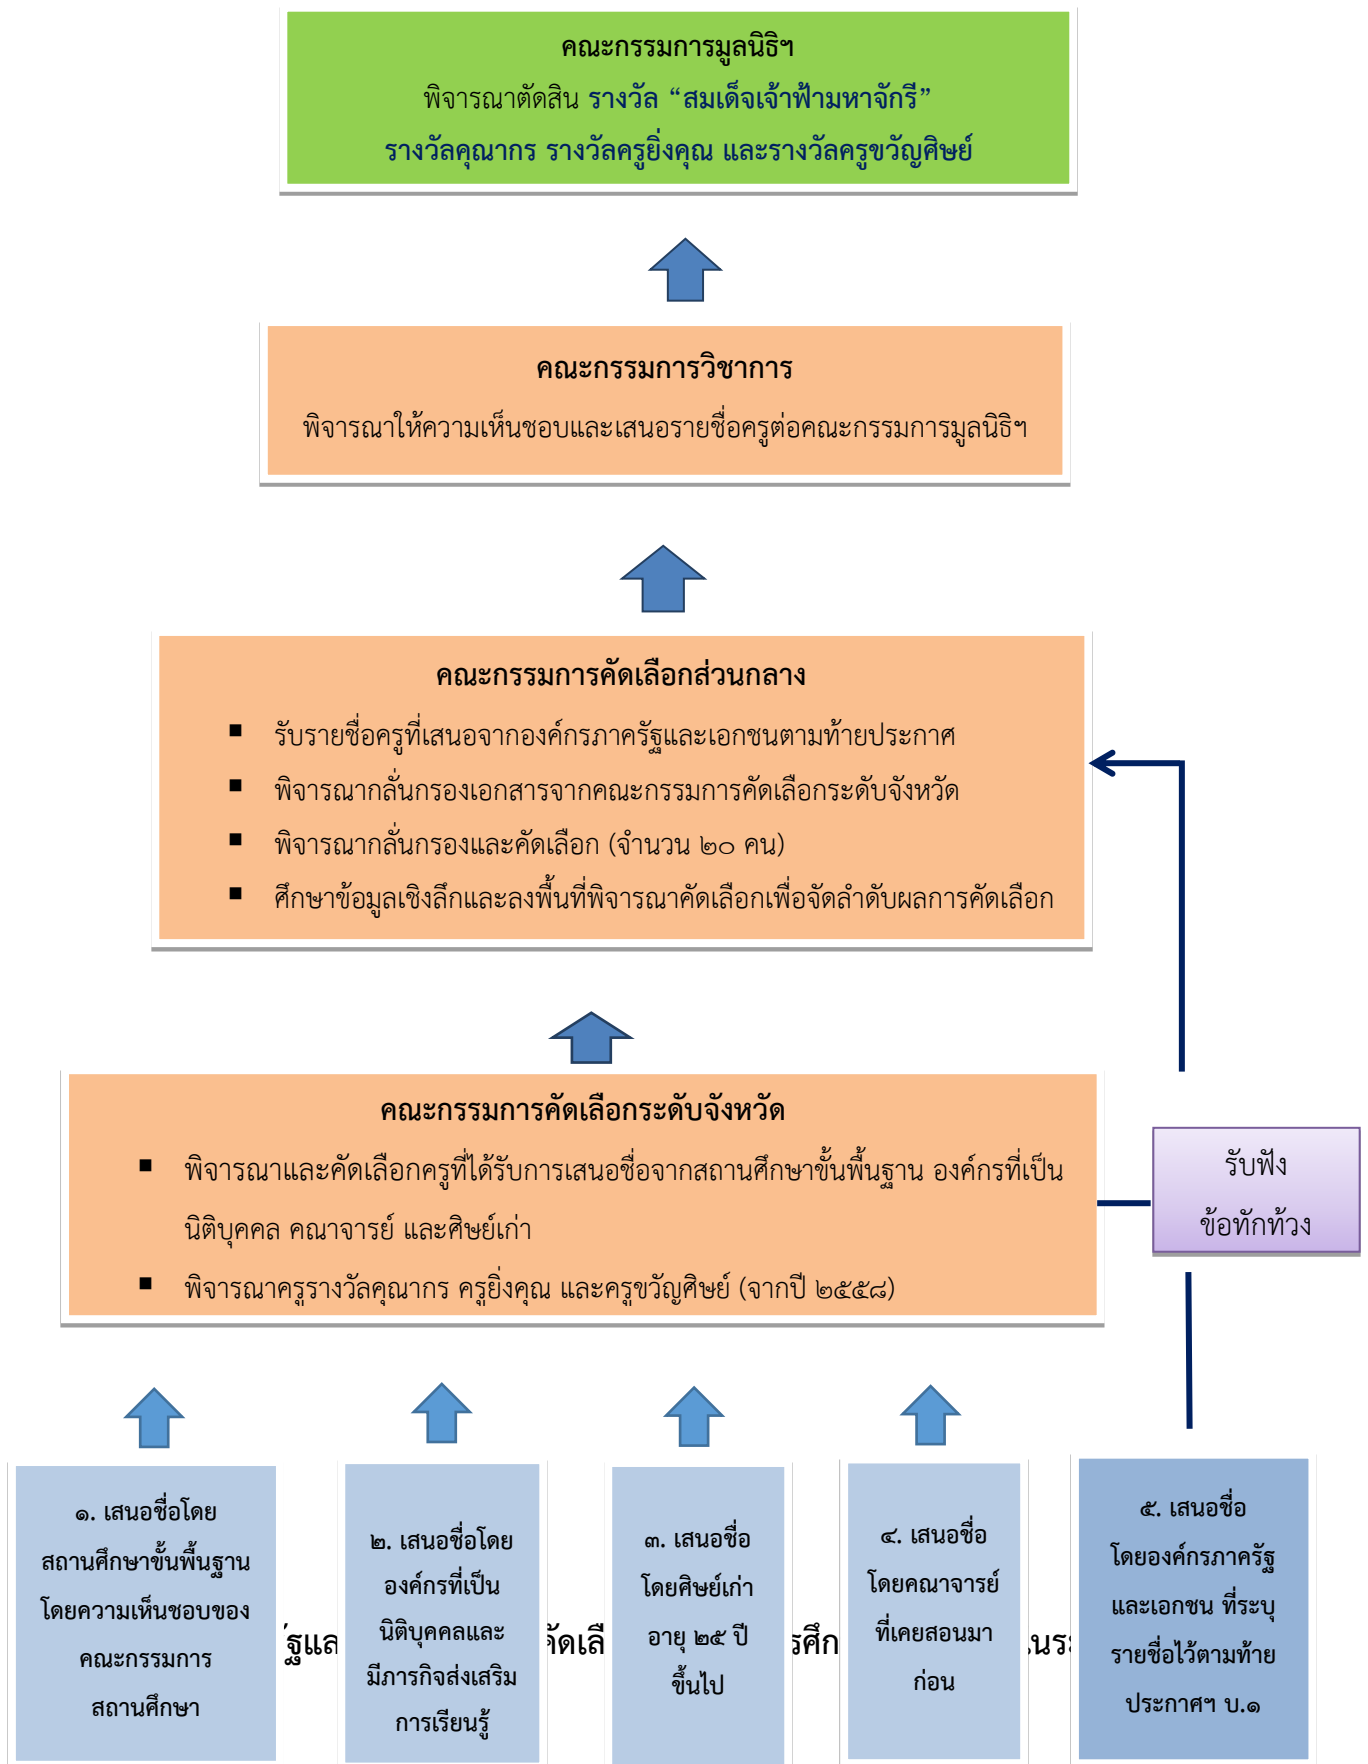 คณะกรรมการมูลนิธิฯ
พิจารณาตัดสิน รางวัล “สมเด็จเจ้าฟ้ามหาจักรี”
รางวัลคุณากร รางวัลครูยิ่งคุณ และรางวัลครูขวัญศิษย์
คณะกรรมการวิชาการ
พิจารณาให้ความเห็นชอบและเสนอรายชื่อครูต่อคณะกรรมการมูลนิธิฯ
คณะกรรมการคัดเลือกส่วนกลาง
▪ รับรายชื่อครูที่เสนอจากองค์กรภาครัฐและเอกชนตามท้ายประกาศ
▪ พิจารณากลั่นกรองเอกสารจากคณะกรรมการคัดเลือกระดับจังหวัด
▪ พิจารณากลั่นกรองและคัดเลือก (จำนวน ๒๐ คน)
▪ ศึกษาข้อมูลเชิงลึกและลงพื้นที่พิจารณาคัดเลือกเพื่อจัดลำดับผลการคัดเลือก
คณะกรรมการคัดเลือกระดับจังหวัด
▪ พิจารณาและคัดเลือกครูที่ได้รับการเสนอชื่อจากสถานศึกษาขั้นพื้นฐาน องค์กรที่เป็น
นิติบุคคล คณาจารย์ และศิษย์เก่า
▪ พิจารณาครูรางวัลคุณากร ครูยิ่งคุณ และครูขวัญศิษย์ (จากปี ๒๕๕๘)
รับฟัง
ข้อทักท้วง
๑. เสนอชื่อโดย
สถานศึกษาขั้นพื้นฐาน
โดยความเห็นชอบของ
คณะกรรมการ
สถานศึกษา
๒. เสนอชื่อโดย
องค์กรที่เป็น
นิติบุคคลและ
มีภารกิจส่งเสริม
การเรียนรู้
๓. เสนอชื่อ
โดยศิษย์เก่า
อายุ ๒๕ ปี
ขึ้นไป
๔. เสนอชื่อ
โดยคณาจารย์
ที่เคยสอนมา
ก่อน
๕. เสนอชื่อ
โดยองค์กรภาครัฐ
และเอกชน ที่ระบุ
รายชื่อไว้ตามท้าย
ประกาศฯ บ.๑